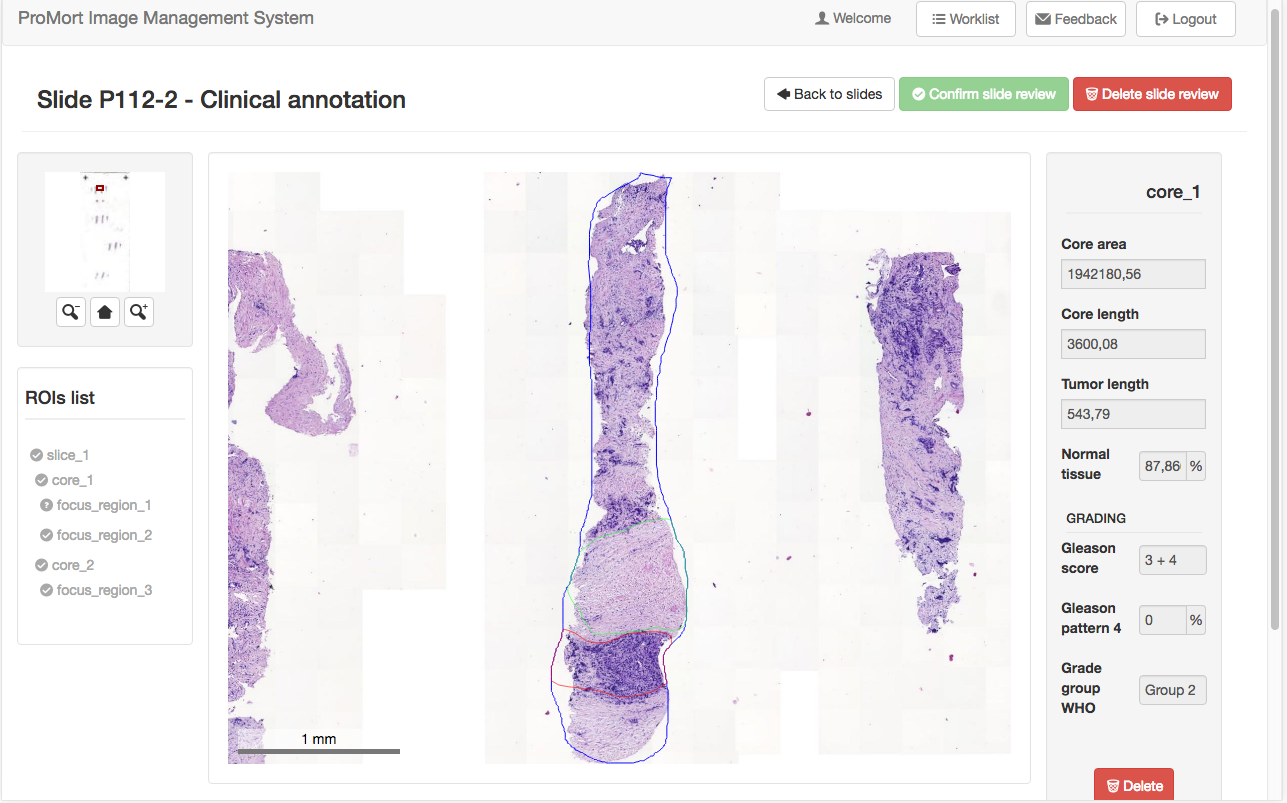 ProMort Image Management System
Welcome
Worklist
Feedback
Logout
Slide P112-2 - Clinical annotation
Back to slides
Confirm slide review
Delete slide review
ROIs list
slice_1
core_1
focus_region_1
focus_region_2
core_2
focus_region_3
1 mm
core_1
Core area
1942180,56
Core length
3600,08
Tumor length
543,79
Normal
tissue
87,86 %
GRADING
Gleason
score
3 + 4
Gleason
pattern 4
0 %
Grade
group
WHO
Group 2
Delete